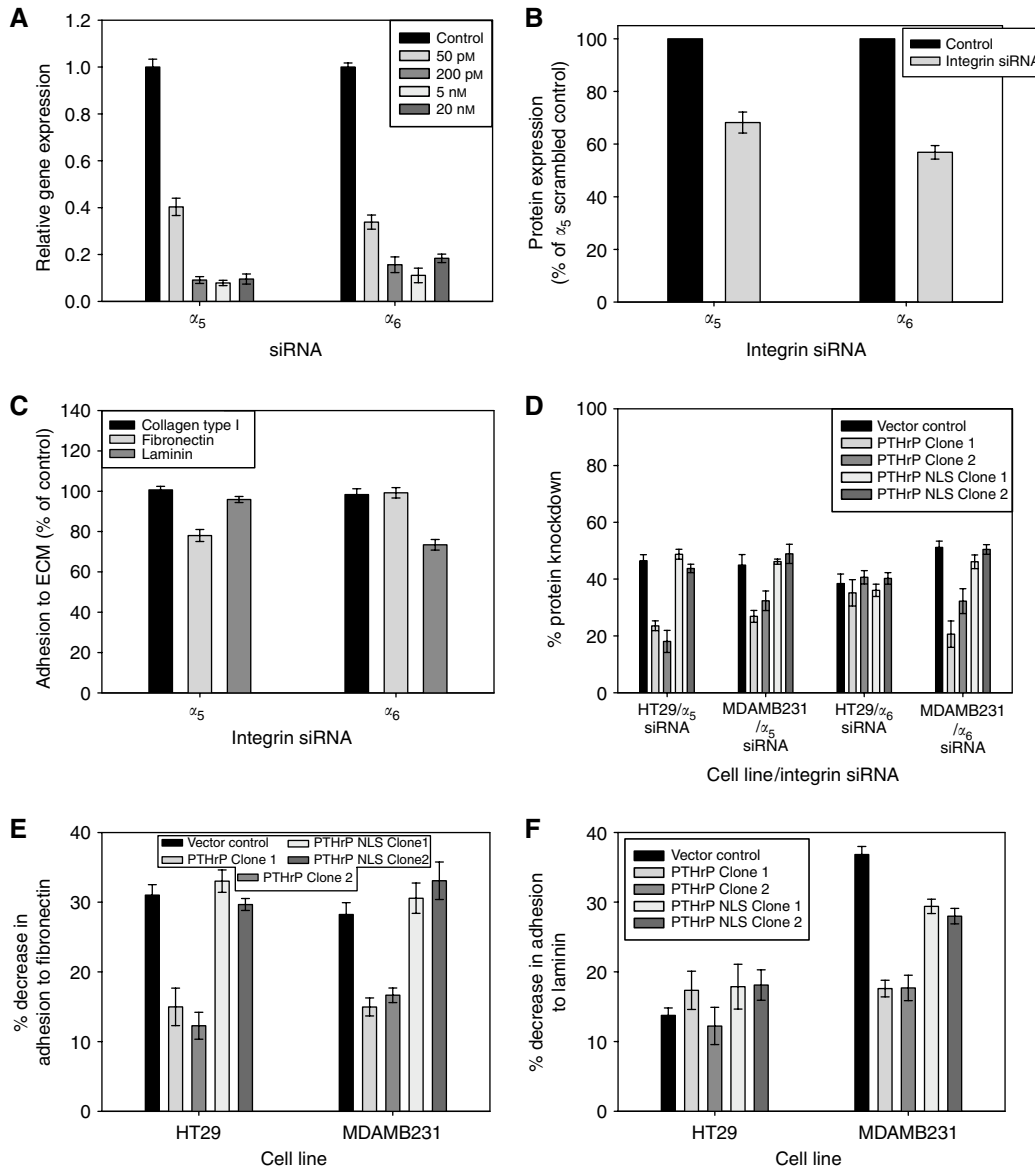 A
Relative gene expression
1.2
1.0
0.8
0.6
0.4
0.2
0.0
Control
50 pM
200 pM
5 nM
20 nM
α5
α6
siRNA
B
Protein expression
(% of α5 scrambled control)
100
80
60
40
20
0
Control
Integrin siRNA
α5
α6
Integrin siRNA
C
Adhesion to ECM (% of control)
140
120
100
80
60
40
20
0
Collagen type I
Fibronectin
Laminin
α5
α6
Integrin siRNA
D
% protein knockdown
100
80
60
40
20
0
Vector control
PTHrP Clone 1
PTHrP Clone 2
PTHrP NLS Clone 1
PTHrP NLS Clone 2
HT29/α5
siRNA
MDAMB231
/α5
siRNA
HT29/α6
siRNA
MDAMB231
/α6
siRNA
Cell line/integrin siRNA
E
% decrease in
adhesion to fibronectin
40
30
20
10
0
Vector control
PTHrP NLS Clone1
PTHrP Clone 1
PTHrP NLS Clone2
PTHrP Clone 2
HT29
MDAMB231
Cell line
F
% decrease in adhesion
to laminin
40
30
20
10
0
Vector control
PTHrP Clone 1
PTHrP Clone 2
PTHrP NLS Clone 1
PTHrP NLS Clone 2
HT29
MDAMB231
Cell line